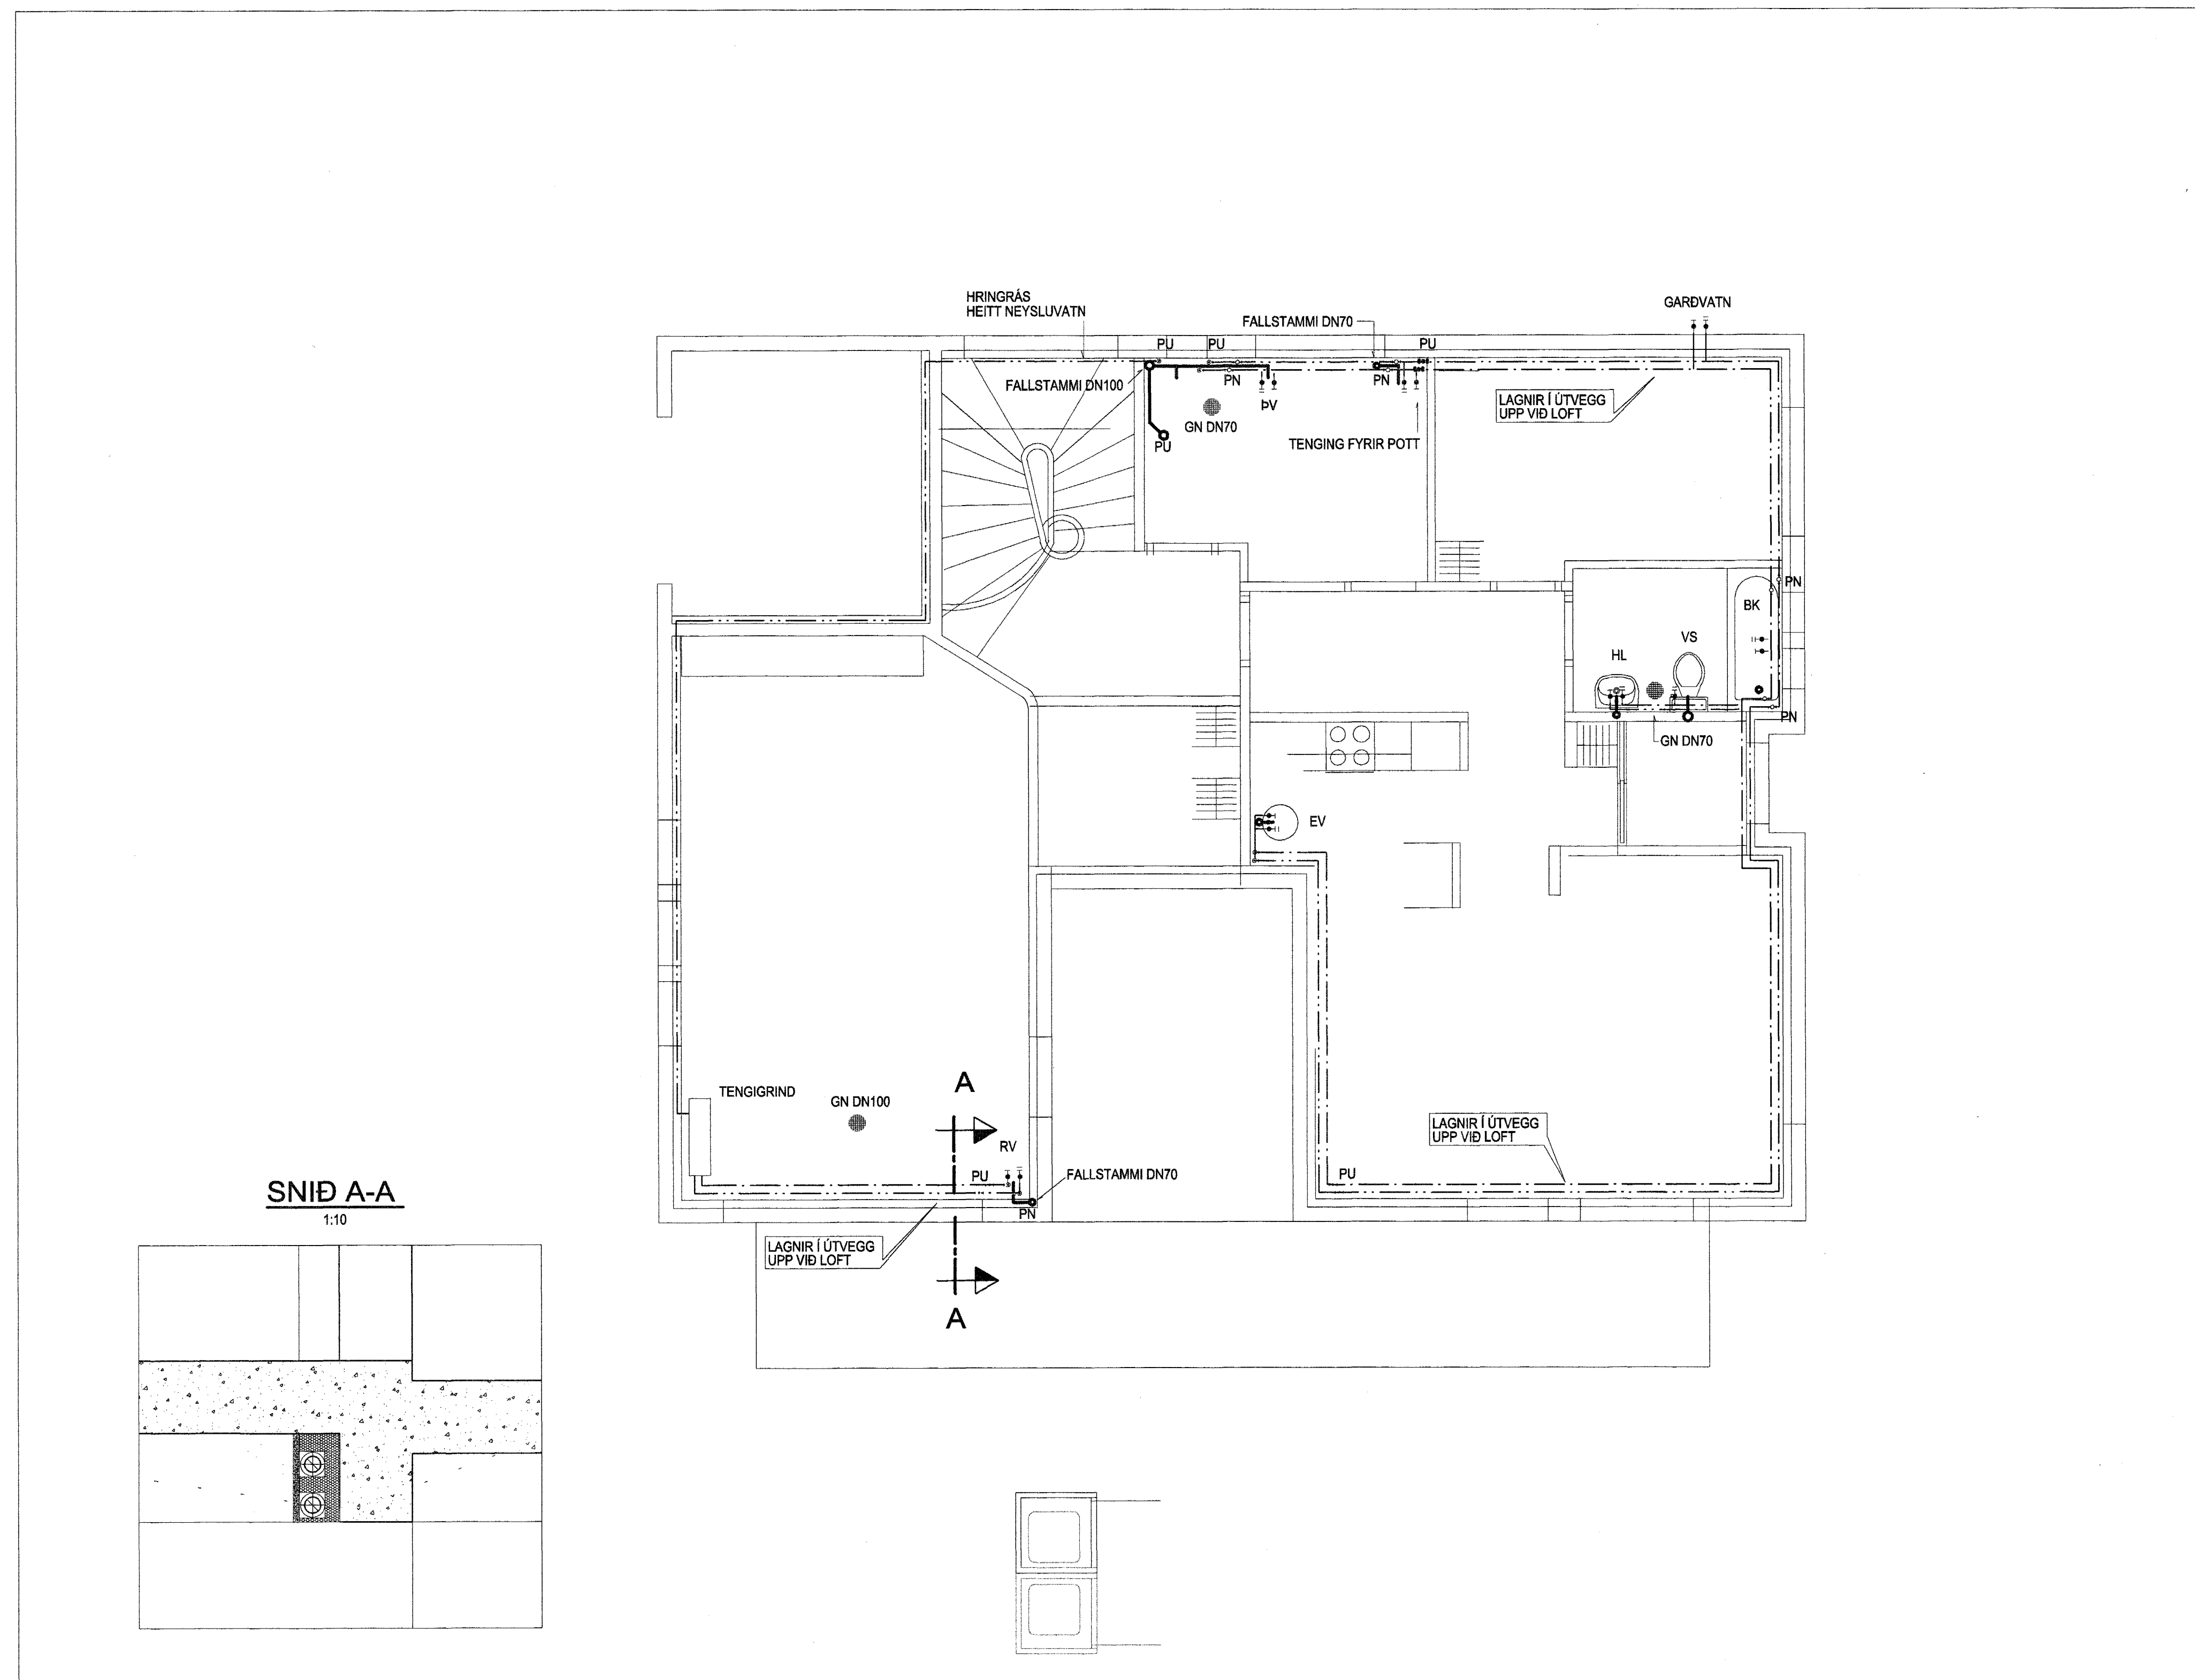 HRINGRÁS
HEITT NEYSLUVATN
FALLSTAMMI DN70
GARÐVATN
PU
PU
PU
FALLSTAMMI DN100
PN
PN
ÞV
GN DN70
PU
TENGING FYRIR POTT
LAGNIR Í ÚTVEGG
UPP VIÐ LOFT
PN
BK
VS
HL
PN
GN DN70
EV
A
TENGIGRIND
GN DN100
RV
PU
FALLSTAMMI DN70
PN
LAGNIR Í ÚTVEGG
UPP VIÐ LOFT
PU
LAGNIR Í ÚTVEGG
UPP VIÐ LOFT
A
SNIÐ A-A
1:10